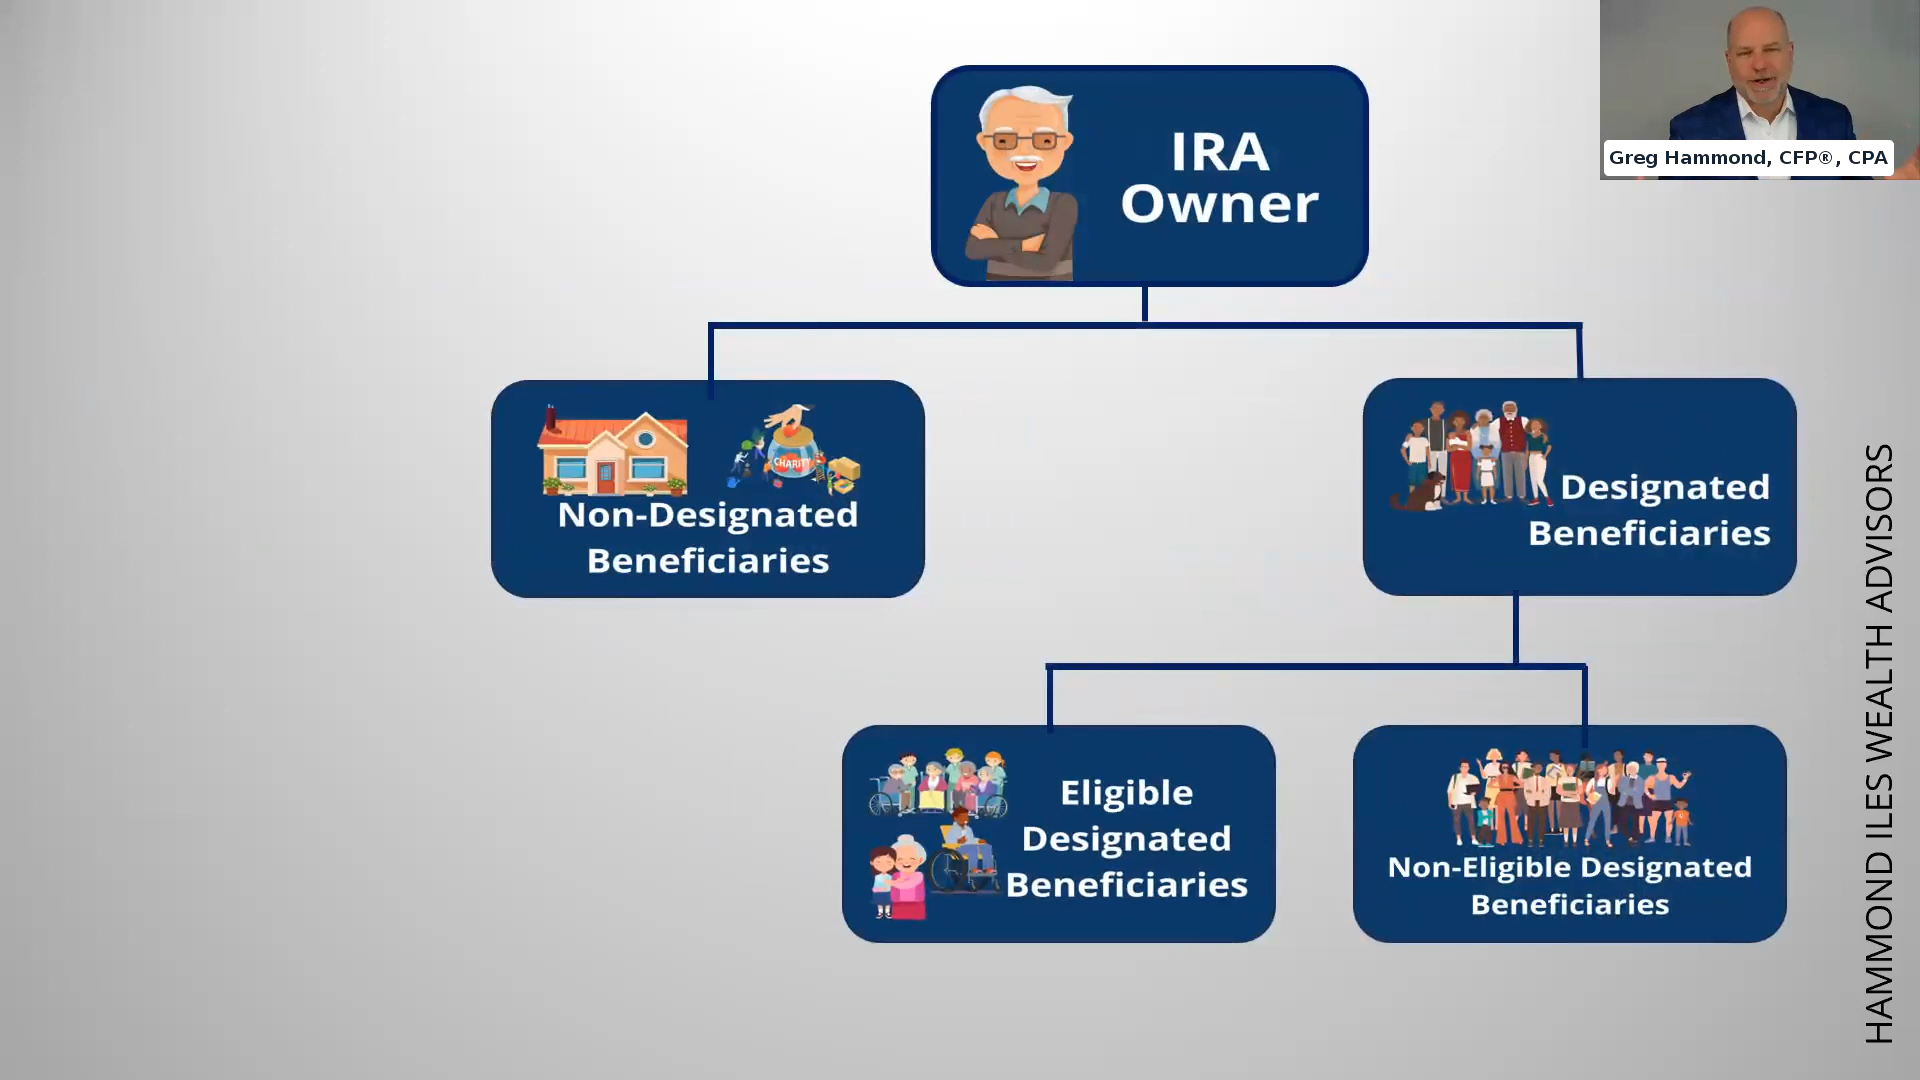 IRA
Owner
Greg Hammond, CFP®, CPA
CHARITY
Non-Designated
Beneficiaries
Designated
Beneficiaries
Eligible
Designated
Beneficiaries
Non-Eligible Designated
Beneficiaries
HAMMOND ILES WEALTH ADVISORS